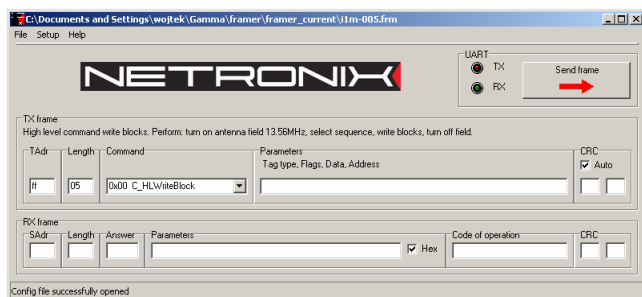 C:\Documents and Settings\wojtek\Gamma\framer\framer_current\i1m-005.frm
File Setup Help
NETRONIX
UART
TX
RX
Send frame
TX frame
High level command write blocks. Perform: turn on antenna field 13.56MHz, select sequence, write blocks, turn off field.
TAdr Length Command Parameters CRC
Tag type, Flags, Data, Address Auto
ff 05 0x00 C_HLWriteBlock
RX frame
SAdr Length Answer Parameters Code of operation CRC
Hex
Config file successfully opened